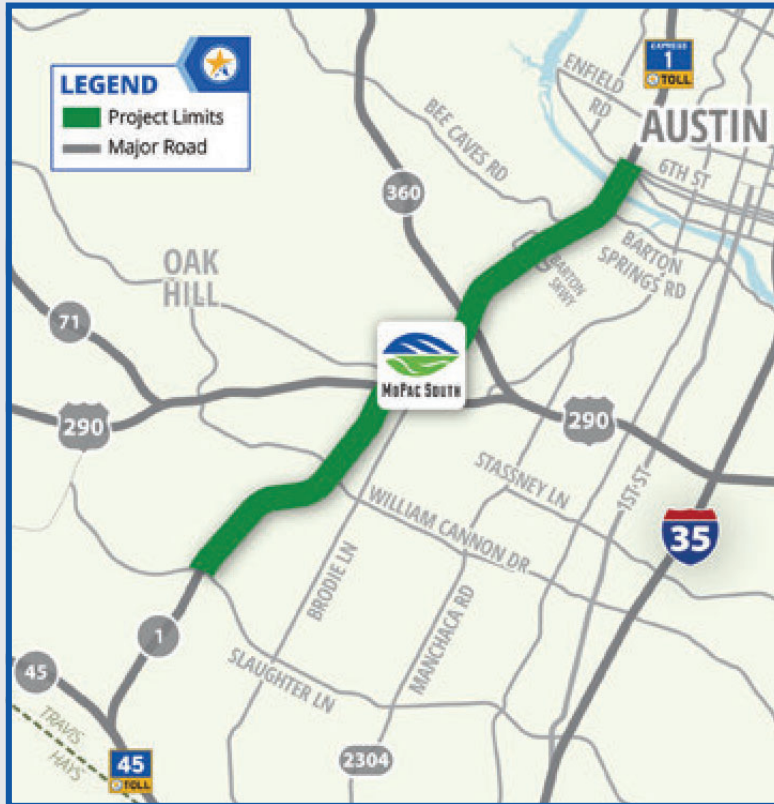 LEGEND
Project Limits
Major Road
EXPRESS
1
TOLL
ENFIELD
RD
AUSTIN
BEE CAVES RD
6TH ST
360
BARTON
SPRINGS RD
BARTON
SKWY
OAK
HILL
71
MOPAC SOUTH
290
290
STASSNEY LN
1ST ST
WILLIAM CANNON DR
35
BRODIE LN
MANCHACA RD
1
SLAUGHTER LN
45
TRAVIS
HAYS
45
TOLL
2304